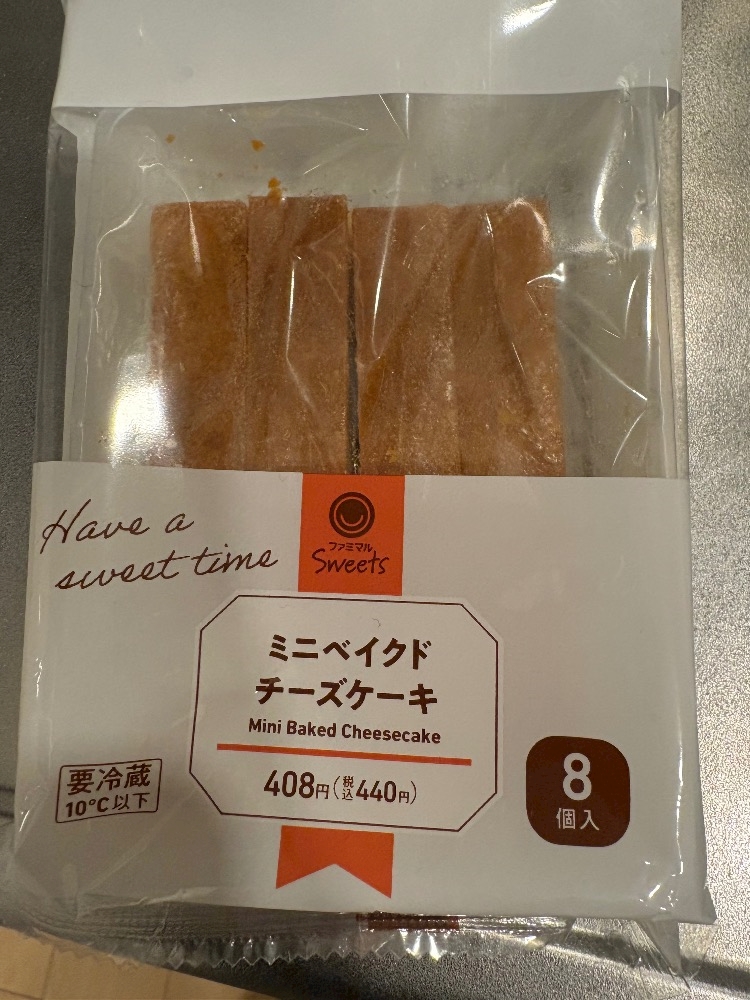 Have a
sweet time
ファミマル
Sweets
ミニベイクド
チーズケーキ
Mini Baked Cheesecake
408円(税込440円)
要冷蔵
10°C以下
8
個入